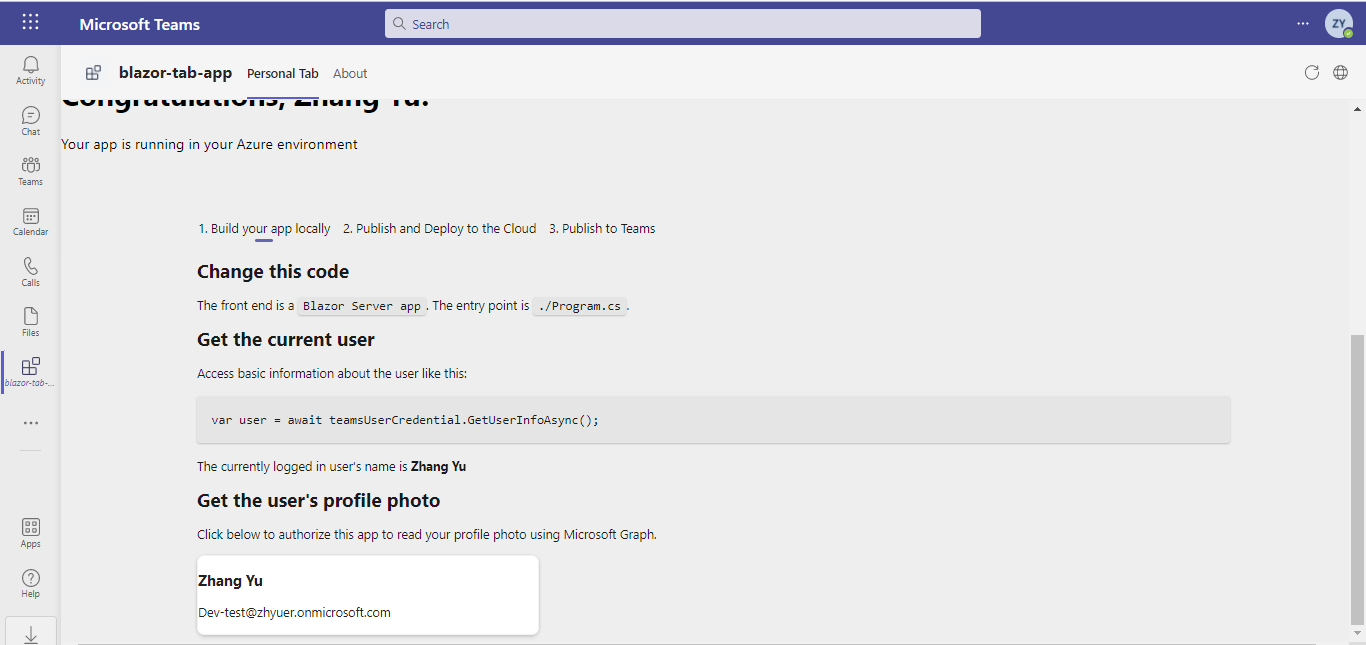 Microsoft Teams
Search
ZY
Activity
Chat
Teams
Calendar
Calls
Files
blazor-tab-...
Apps
Help
blazor-tab-app Personal Tab About
Congratulations, Zhang Yu!
Your app is running in your Azure environment
1. Build your app locally 2. Publish and Deploy to the Cloud 3. Publish to Teams
Change this code
The front end is a Blazor Server app. The entry point is ./Program.cs.
Get the current user
Access basic information about the user like this:
var user = await teamsUserCredential.GetUserInfoAsync();
The currently logged in user's name is Zhang Yu
Get the user's profile photo
Click below to authorize this app to read your profile photo using Microsoft Graph.
Zhang Yu
Dev-test@zhyuer.onmicrosoft.com